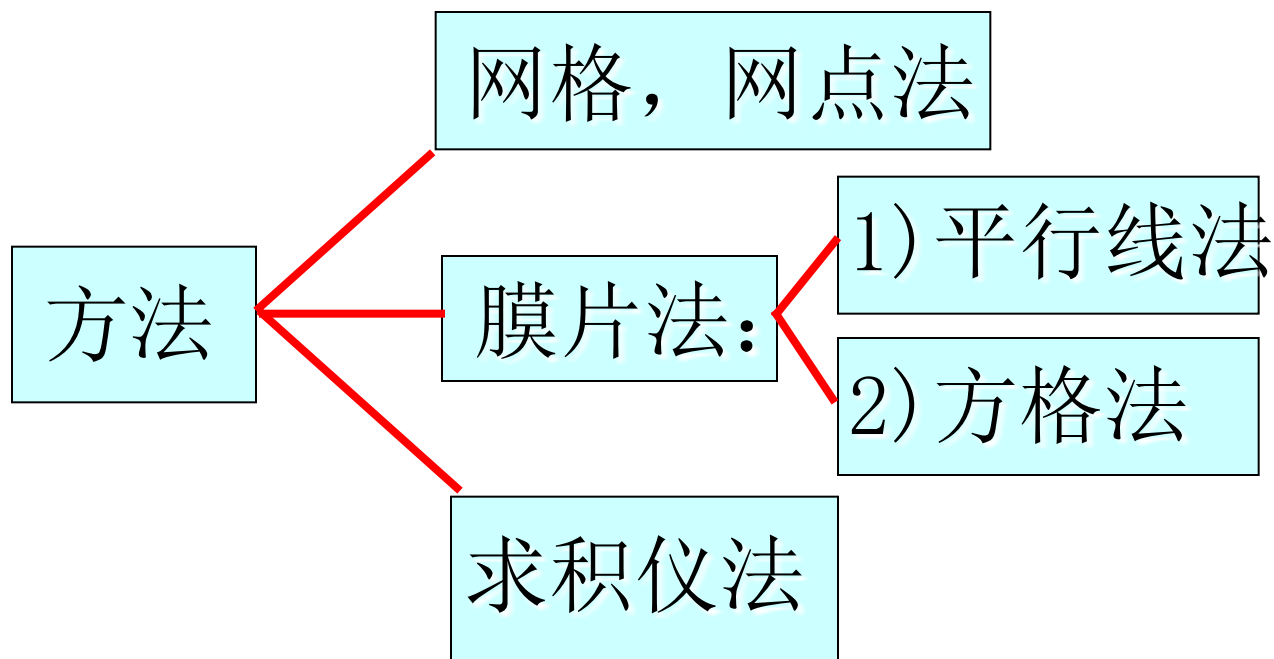 网格，网点法
方法
膜片法：
1)平行线法
2)方格法
求积仪法